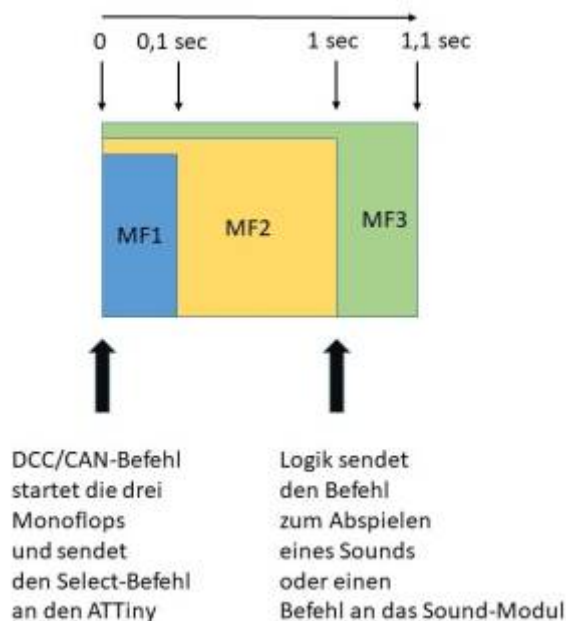 0 0,1 sec 1 sec 1,1 sec
MF1 MF2 MF3
DCC/CAN-Befehl
startet die drei
Monoflops
und sendet
den Select-Befehl
an den ATTiny
Logik sendet
den Befehl
zum Abspielen
eines Sounds
oder einen
Befehl an das Sound-Modul